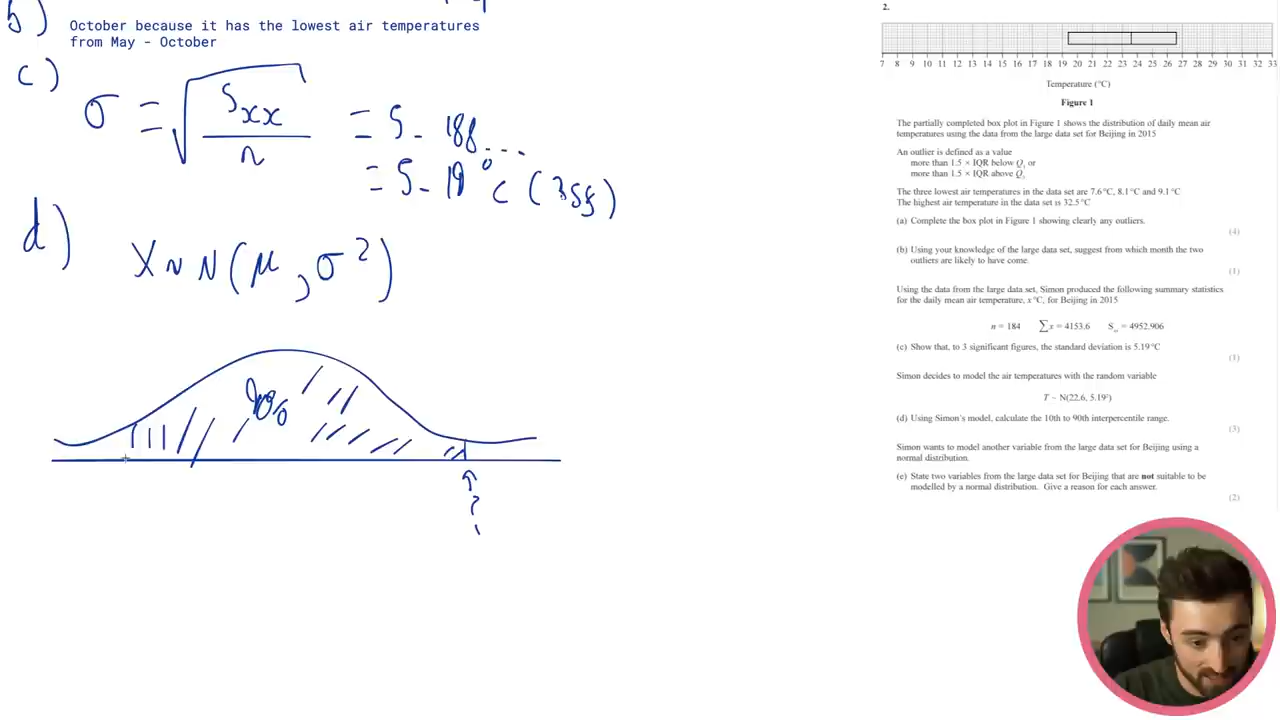 b)
October because it has the lowest air temperatures
from May - October
c)
σ = √ Sxx / n = 5.188...
= 5.19°C (3sf)
d)
X ~ N(μ, σ²)
90%
?
2.
7 8 9 10 11 12 13 14 15 16 17 18 19 20 21 22 23 24 25 26 27 28 29 30 31 32 33
Temperature (°C)
Figure 1
The partially completed box plot in Figure 1 shows the distribution of daily mean air
temperatures using the data from the large data set for Beijing in 2015
An outlier is defined as a value
more than 1.5 × IQR below Q₁ or
more than 1.5 × IQR above Q₃
The three lowest air temperatures in the data set are 7.6°C, 8.1°C and 9.1°C
The highest air temperature in the data set is 32.5°C
(a) Complete the box plot in Figure 1 showing clearly any outliers.
(4)
(b) Using your knowledge of the large data set, suggest from which month the two
outliers are likely to have come.
(1)
Using the data from the large data set, Simon produced the following summary statistics
for the daily mean air temperature, x°C, for Beijing in 2015
n = 184 ∑x = 4153.6 Sxx = 4952.906
(c) Show that, to 3 significant figures, the standard deviation is 5.19°C
(1)
Simon decides to model the air temperatures with the random variable
T ~ N(22.6, 5.19²)
(d) Using Simon's model, calculate the 10th to 90th interpercentile range.
(3)
Simon wants to model another variable from the large data set for Beijing using a
normal distribution.
(e) State two variables from the large data set for Beijing that are not suitable to be
modelled by a normal distribution. Give a reason for each answer.
(2)